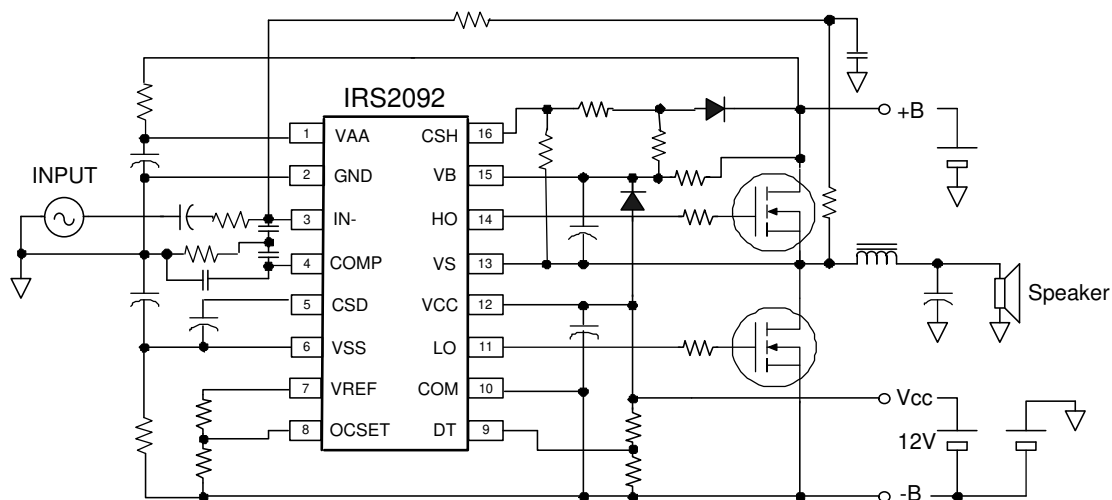 IRS2092
INPUT
1 VAA
2 GND
3 IN-
4 COMP
5 CSD
6 VSS
7 VREF
8 OCSET
CSH 16
VB 15
HO 14
VS 13
VCC 12
LO 11
COM 10
DT 9
+B
Speaker
Vcc
12V
-B